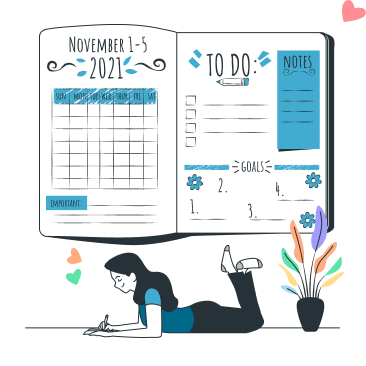 November 1-5
2021
SUN MON TUE WED THUR FRI SAT
IMPORTANT:
TO DO:
NOTES
GOALS
1.
2.
3.
4.